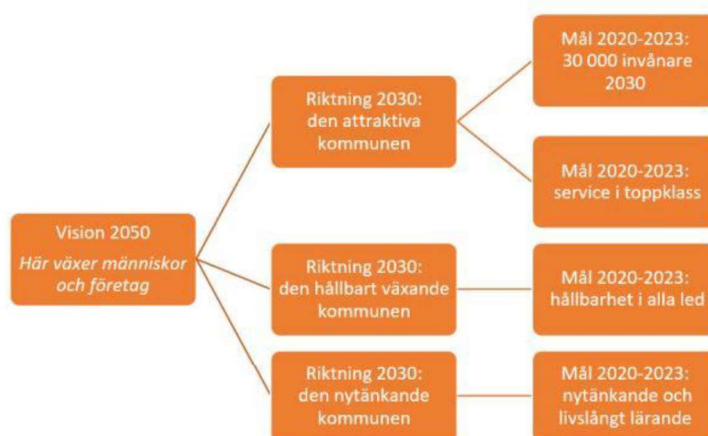 Vision 2050
Här växer människor
och företag
Riktning 2030:
den attraktiva
kommunen
Mål 2020-2023:
30 000 invånare
2030
Mål 2020-2023:
service i toppklass
Riktning 2030:
den hållbart växande
kommunen
Mål 2020-2023:
hållbarhet i alla led
Riktning 2030:
den nytänkande
kommunen
Mål 2020-2023:
nytänkande och
livslångt lärande